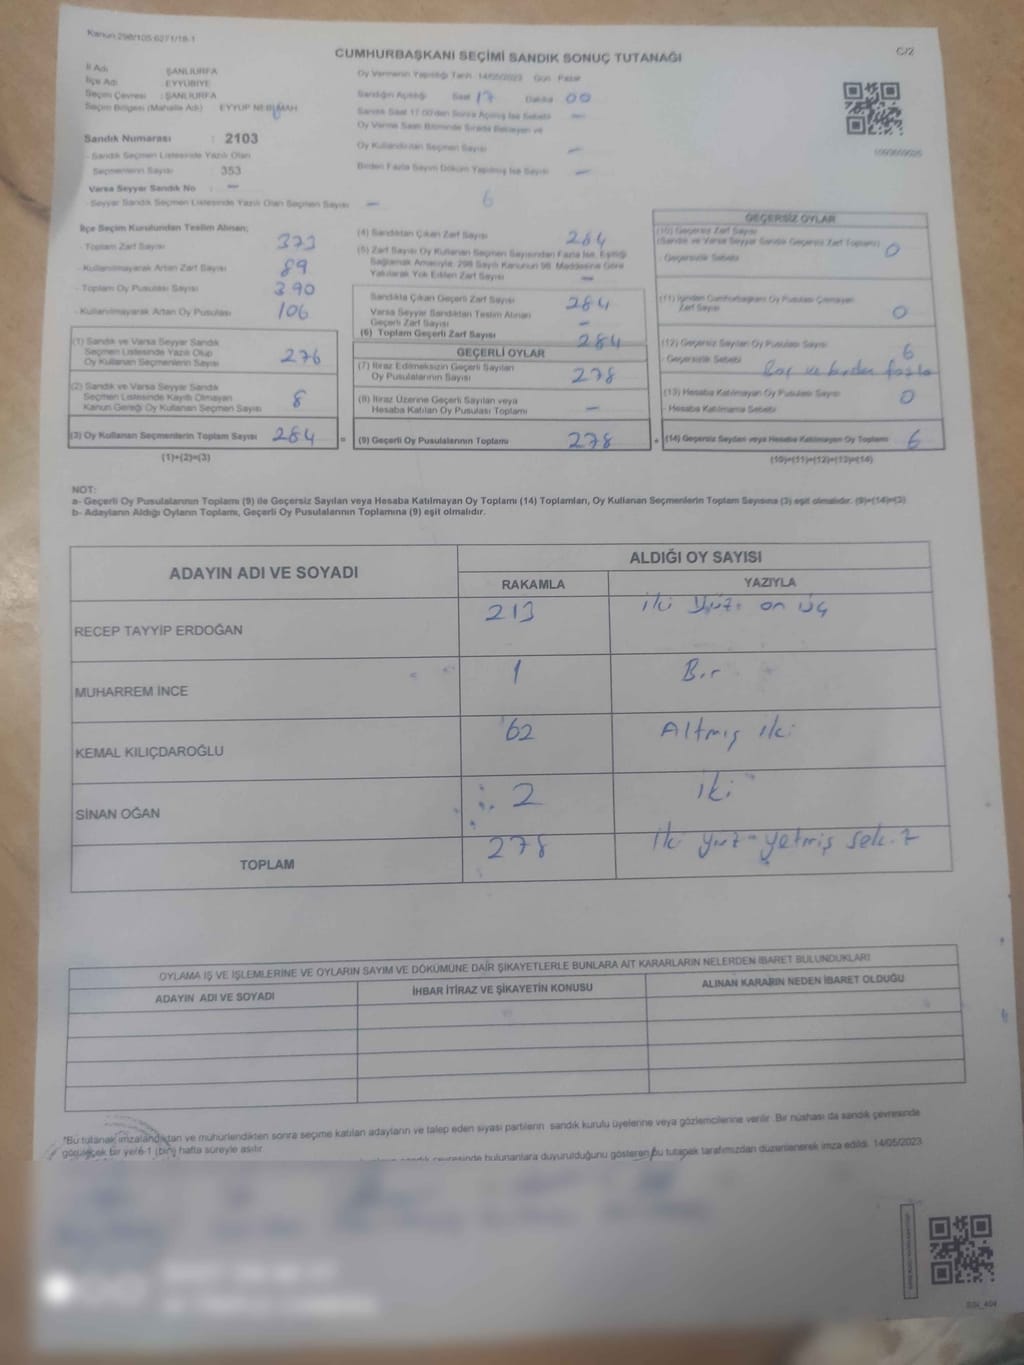 Kanun 298/105:6271/18-1
C/2
CUMHURBAŞKANI SEÇİMİ SANDIK SONUÇ TUTANAĞI
İl Adı : ŞANLIURFA
İlçe Adı : EYYÜBİYE
Seçim Çevresi : ŞANLIURFA
Seçim Bölgesi (Mahalle Adı) EYYUP NEBİ MAH
Sandık Numarası : 2103
- Sandık Seçmen Listesinde Yazılı Olan
Seçmenlerin Sayısı : 353
Varsa Seyyar Sandık No : —
- Seyyar Sandık Seçmen Listesinde Yazılı Olan Seçmen Sayısı —
Oy Vermenin Yapıldığı Tarih: 14/05/2023 Gün: Pazar
Sandığın Açıldığı Saat 17 Dakika 00
Sandık Saat 17.00'den Sonra Açılmış İse Sebebi —
Oy Verme Saati Bitiminde Sırada Bekleyen ve
Oy Kullandırılan Seçmen Sayısı —
Birden Fazla Sayım Döküm Yapılmış İse Sayısı —
6
İlçe Seçim Kurulundan Teslim Alınan;
- Toplam Zarf Sayısı 373
- Kullanılmayarak Artan Zarf Sayısı 89
- Toplam Oy Pusulası Sayısı 390
- Kullanılmayarak Artan Oy Pusulası 106
(1) Sandık ve Varsa Seyyar Sandık
Seçmen Listesinde Yazılı Olup
Oy Kullanan Seçmenlerin Sayısı 276
(2) Sandık ve Varsa Seyyar Sandık
Seçmen Listesinde Kayıtlı Olmayan
Kanun Gereği Oy Kullanan Seçmen Sayısı 8
(3) Oy Kullanan Seçmenlerin Toplam Sayısı 284 =
(1)+(2)=(3)
(4) Sandıktan Çıkan Zarf Sayısı 284
(5) Zarf Sayısı Oy Kullanan Seçmen Sayısından Fazla İse, Eşitliği
Sağlamak Amacıyla, 298 Sayılı Kanunun 98. Maddesine Göre
Yakılarak Yok Edilen Zarf Sayısı —
Sandıkta Çıkan Geçerli Zarf Sayısı 284
Varsa Seyyar Sandıktan Teslim Alınan
Geçerli Zarf Sayısı —
(6) Toplam Geçerli Zarf Sayısı 284
GEÇERLİ OYLAR
(7) İtiraz Edilmeksizin Geçerli Sayılan
Oy Pusulalarının Sayısı 278
(8) İtiraz Üzerine Geçerli Sayılan veya
Hesaba Katılan Oy Pusulası Toplamı —
(9) Geçerli Oy Pusulalarının Toplamı 278 +
GEÇERSİZ OYLAR
(10) Geçersiz Zarf Sayısı
(Sandık ve Varsa Seyyar Sandık Geçersiz Zarf Toplamı) 0
- Geçersizlik Sebebi
(11) İçinden Cumhurbaşkanı Oy Pusulası Çıkmayan
Zarf Sayısı 0
(12) Geçersiz Sayılan Oy Pusulası Sayısı 6
- Geçersizlik Sebebi Boş ve birden fazla
(13) Hesaba Katılmayan Oy Pusulası Sayısı 0
- Hesaba Katılmama Sebebi
(14) Geçersiz Sayılan veya Hesaba Katılmayan Oy Toplamı 6
(10)+(11)+(12)+(13)=(14)
NOT:
a- Geçerli Oy Pusulalarının Toplamı (9) ile Geçersiz Sayılan veya Hesaba Katılmayan Oy Toplamı (14) Toplamları, Oy Kullanan Seçmenlerin Toplam Sayısına (3) eşit olmalıdır. (9)+(14)=(3)
b- Adayların Aldığı Oyların Toplamı, Geçerli Oy Pusulalarının Toplamına (9) eşit olmalıdır.
ADAYIN ADI VE SOYADI
ALDIĞI OY SAYISI
RAKAMLA YAZIYLA
RECEP TAYYİP ERDOĞAN 213 iki yüz on üç
MUHARREM İNCE 1 Bir
KEMAL KILIÇDAROĞLU 62 Altmış iki
SİNAN OĞAN 2 iki
TOPLAM 278 iki yüz yetmiş sekiz
OYLAMA İŞ VE İŞLEMLERİNE VE OYLARIN SAYIM VE DÖKÜMÜNE DAİR ŞİKAYETLERLE BUNLARA AİT KARARLARIN NELERDEN İBARET BULUNDUKLARI
ADAYIN ADI VE SOYADI İHBAR İTİRAZ VE ŞİKAYETİN KONUSU ALINAN KARARIN NEDEN İBARET OLDUĞU
*Bu tutanak imzalandıktan ve mühürlendikten sonra seçime katılan adayların ve talep eden siyasi partilerin sandık kurulu üyelerine veya gözlemcilerine verilir. Bir nüshası da sandık çevresinde
görülecek bir yere 1 (bir) hafta süreyle asılır.
sandık çevresinde bulunanlara duyurulduğunu gösteren bu tutanak tarafımızdan düzenlenerek imza edildi. 14/05/2023